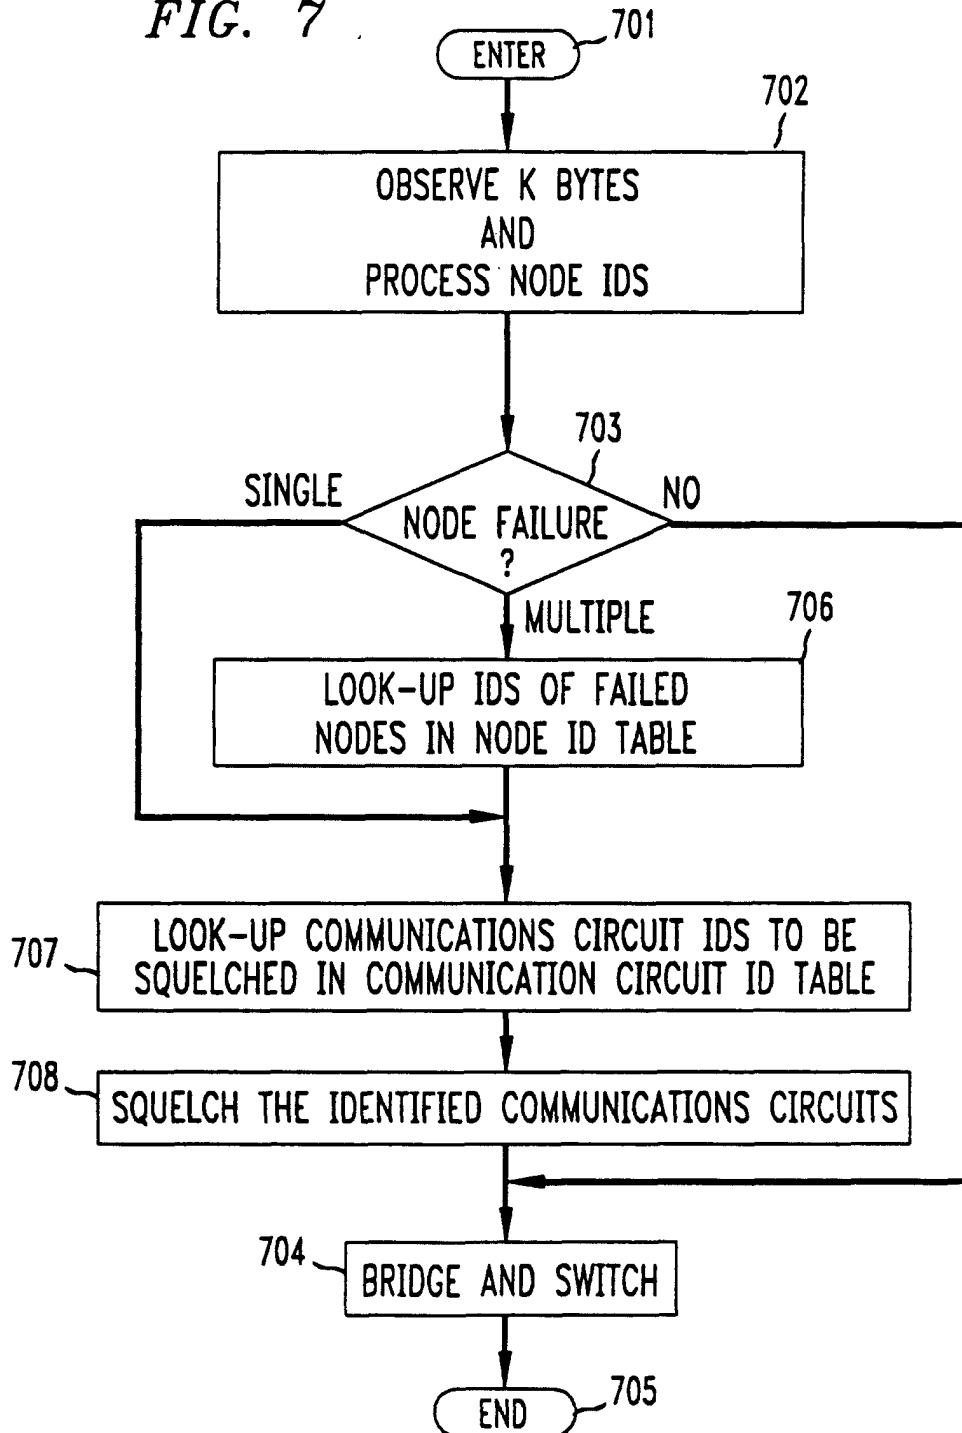 FIG. 7
ENTER
701
702
OBSERVE K BYTES
AND
PROCESS NODE IDS
703
SINGLE
NO
NODE FAILURE
?
MULTIPLE
706
LOOK-UP IDS OF FAILED
NODES IN NODE ID TABLE
707
LOOK-UP COMMUNICATIONS CIRCUIT IDS TO BE
SQUELCHED IN COMMUNICATION CIRCUIT ID TABLE
708
SQUELCH THE IDENTIFIED COMMUNICATIONS CIRCUITS
704
BRIDGE AND SWITCH
705
END